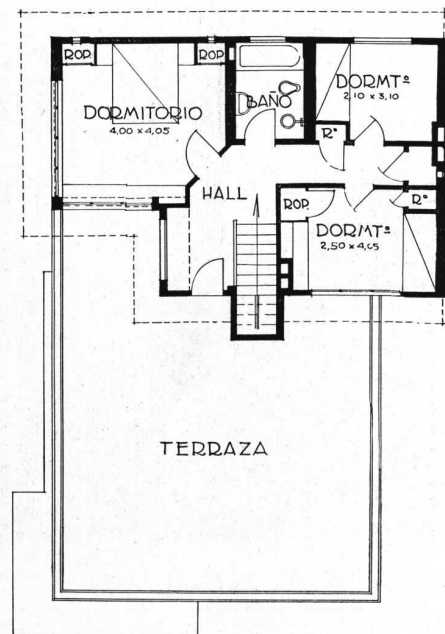 ROP.
ROP.
DORMITORIO
4,00 x 4,05
BAÑO
DORMTº
2,10 x 3,10
Rº
HALL
ROP.
Rº
DORMTº
2,50 x 4,05
TERRAZA